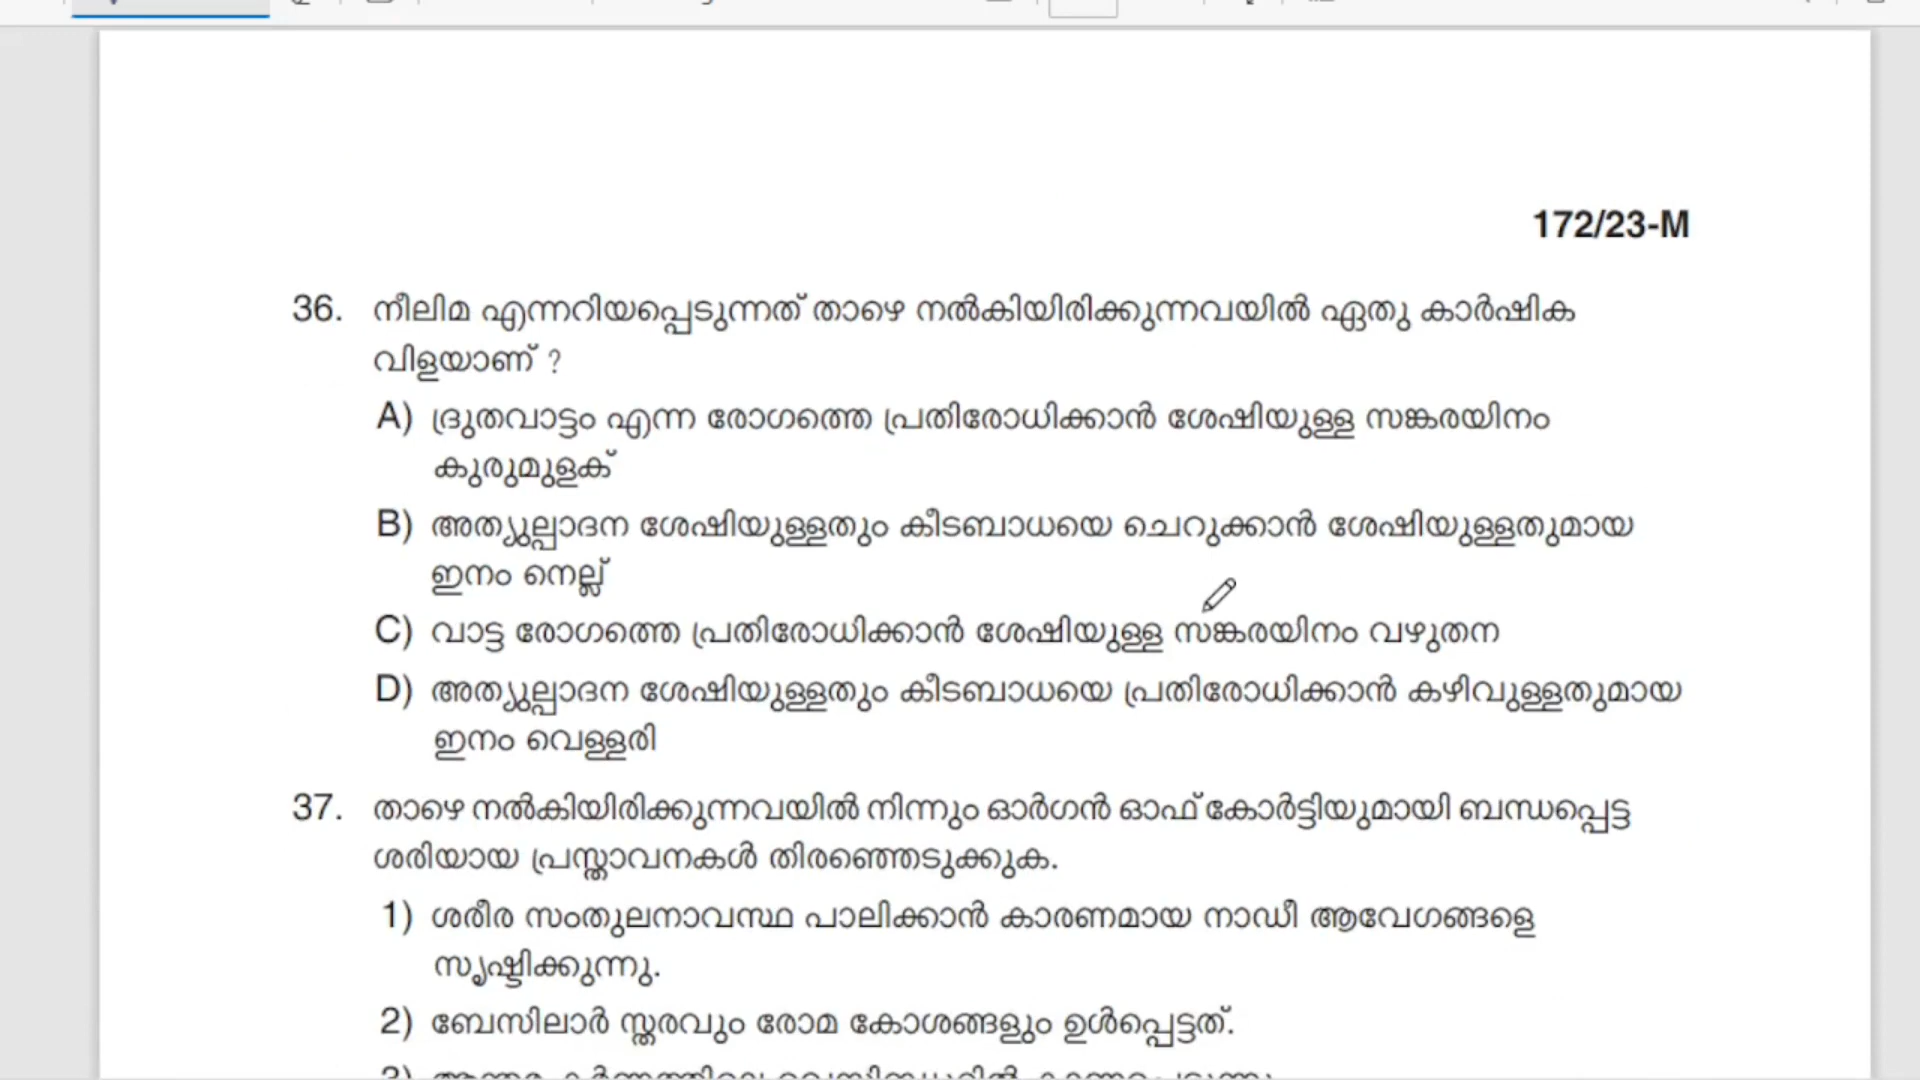 172/23-M
36. നീലിമ എന്നറിയപ്പെടുന്നത് താഴെ നൽകിയിരിക്കുന്നവയിൽ ഏതു കാർഷിക
വിളയാണ് ?
A) ദ്രുതവാട്ടം എന്ന രോഗത്തെ പ്രതിരോധിക്കാൻ ശേഷിയുള്ള സങ്കരയിനം
കുരുമുളക്
B) അത്യുല്പാദന ശേഷിയുള്ളതും കീടബാധയെ ചെറുക്കാൻ ശേഷിയുള്ളതുമായ
ഇനം നെല്ല്
C) വാട്ട രോഗത്തെ പ്രതിരോധിക്കാൻ ശേഷിയുള്ള സങ്കരയിനം വഴുതന
D) അത്യുല്പാദന ശേഷിയുള്ളതും കീടബാധയെ പ്രതിരോധിക്കാൻ കഴിവുള്ളതുമായ
ഇനം വെള്ളരി
37. താഴെ നൽകിയിരിക്കുന്നവയിൽ നിന്നും ഓർഗൻ ഓഫ് കോർട്ടിയുമായി ബന്ധപ്പെട്ട
ശരിയായ പ്രസ്താവനകൾ തിരഞ്ഞെടുക്കുക.
1) ശരീര സംതുലനാവസ്ഥ പാലിക്കാൻ കാരണമായ നാഡീ ആവേഗങ്ങളെ
സൃഷ്ടിക്കുന്നു.
2) ബേസിലാർ സ്തരവും രോമ കോശങ്ങളും ഉൾപ്പെട്ടത്.